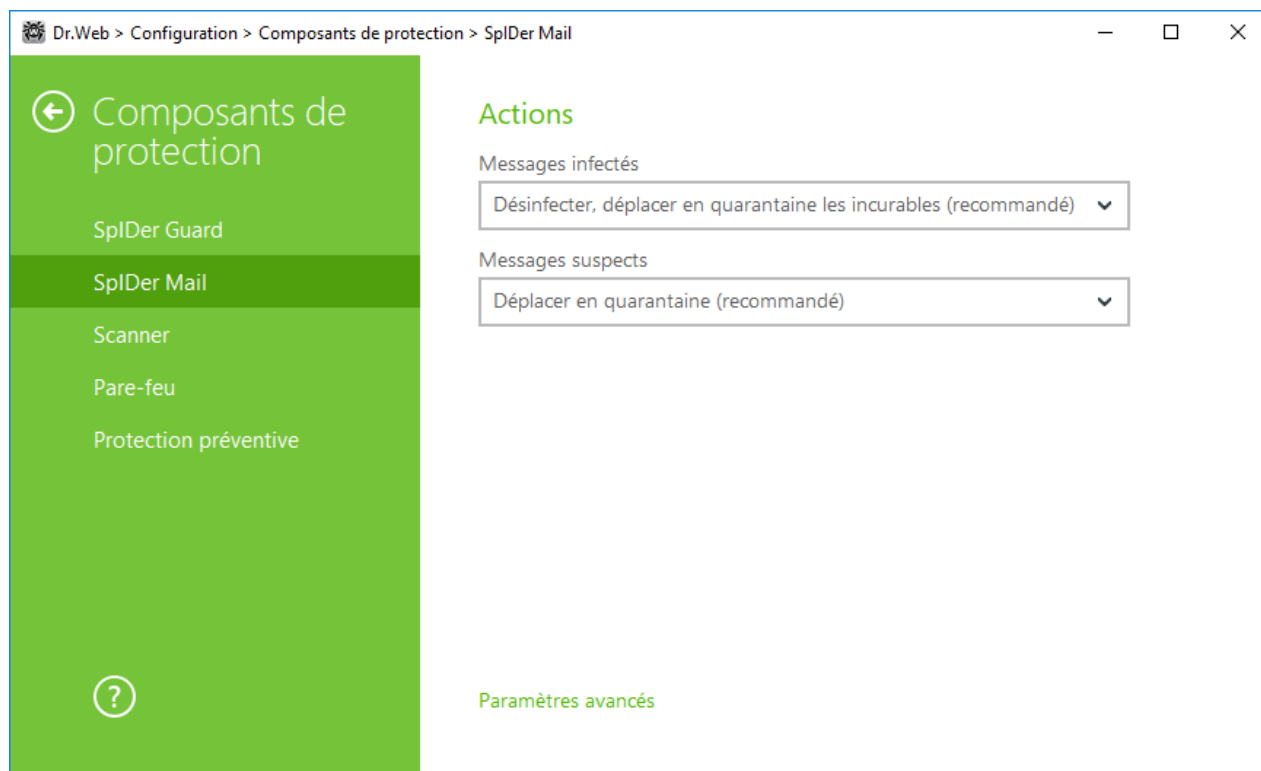 Dr.Web > Configuration > Composants de protection > SpIDer Mail
Composants de
protection
SpIDer Guard
SpIDer Mail
Scanner
Pare-feu
Protection préventive
?
Actions
Messages infectés
Désinfecter, déplacer en quarantaine les incurables (recommandé)
Messages suspects
Déplacer en quarantaine (recommandé)
Paramètres avancés